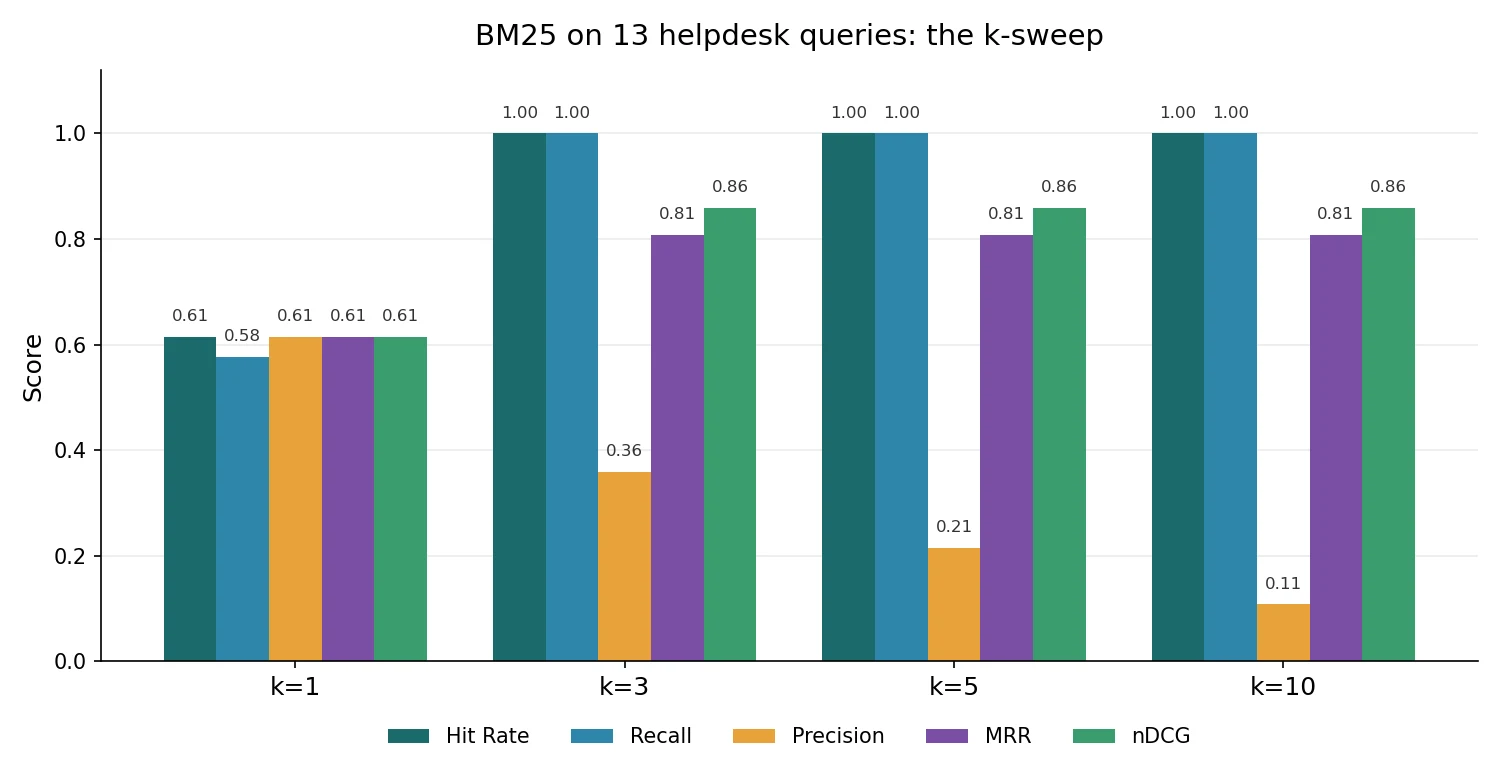 BM25 on 13 helpdesk queries: the k-sweep
Score
1.0
0.8
0.6
0.4
0.2
0.0
0.61 0.58 0.61 0.61 0.61
1.00 1.00 0.36 0.81 0.86
1.00 1.00 0.21 0.81 0.86
1.00 1.00 0.11 0.81 0.86
k=1 k=3 k=5 k=10
Hit Rate Recall Precision MRR nDCG